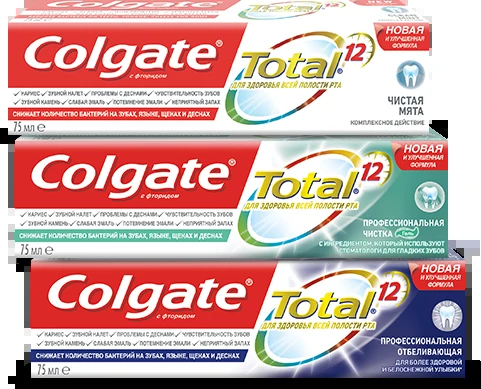 Colgate®
с фторидом
✓ КАРИЕС ✓ ЗУБНОЙ НАЛЕТ ✓ ПРОБЛЕМЫ С ДЕСНАМИ ✓ ЧУВСТВИТЕЛЬНОСТЬ ЗУБОВ
✓ ЗУБНОЙ КАМЕНЬ ✓ СЛАБАЯ ЭМАЛЬ ✓ ПОТЕМНЕНИЕ ЭМАЛИ ✓ НЕПРИЯТНЫЙ ЗАПАХ
СНИЖАЕТ КОЛИЧЕСТВО БАКТЕРИЙ НА ЗУБАХ, ЯЗЫКЕ, ЩЕКАХ И ДЕСНАХ
75 мл e
Total 12
ДЛЯ ЗДОРОВЬЯ ВСЕЙ ПОЛОСТИ РТА
НОВАЯ
И УЛУЧШЕННАЯ
ФОРМУЛА
ЧИСТАЯ
МЯТА
КОМПЛЕКСНОЕ ДЕЙСТВИЕ
Colgate®
с фторидом
✓ КАРИЕС ✓ ЗУБНОЙ НАЛЕТ ✓ ПРОБЛЕМЫ С ДЕСНАМИ ✓ ЧУВСТВИТЕЛЬНОСТЬ ЗУБОВ
✓ ЗУБНОЙ КАМЕНЬ ✓ СЛАБАЯ ЭМАЛЬ ✓ ПОТЕМНЕНИЕ ЭМАЛИ ✓ НЕПРИЯТНЫЙ ЗАПАХ
СНИЖАЕТ КОЛИЧЕСТВО БАКТЕРИЙ НА ЗУБАХ, ЯЗЫКЕ, ЩЕКАХ И ДЕСНАХ
75 мл e
Total 12
ДЛЯ ЗДОРОВЬЯ ВСЕЙ ПОЛОСТИ РТА
НОВАЯ
И УЛУЧШЕННАЯ
ФОРМУЛА
ПРОФЕССИОНАЛЬНАЯ
ЧИСТКА Гель
С ИНГРЕДИЕНТОМ, КОТОРЫЙ ИСПОЛЬЗУЮТ
СТОМАТОЛОГИ ДЛЯ ГЛАДКИХ ЗУБОВ
Colgate®
с фторидом
✓ КАРИЕС ✓ ЗУБНОЙ НАЛЕТ ✓ ПРОБЛЕМЫ С ДЕСНАМИ ✓ ЧУВСТВИТЕЛЬНОСТЬ ЗУБОВ
✓ ЗУБНОЙ КАМЕНЬ ✓ СЛАБАЯ ЭМАЛЬ ✓ ПОТЕМНЕНИЕ ЭМАЛИ ✓ НЕПРИЯТНЫЙ ЗАПАХ
СНИЖАЕТ КОЛИЧЕСТВО БАКТЕРИЙ НА ЗУБАХ, ЯЗЫКЕ, ЩЕКАХ И ДЕСНАХ
75 мл e
Total 12
ДЛЯ ЗДОРОВЬЯ ВСЕЙ ПОЛОСТИ РТА
НОВАЯ
И УЛУЧШЕННАЯ
ФОРМУЛА
ПРОФЕССИОНАЛЬНАЯ
ОТБЕЛИВАЮЩАЯ
ДЛЯ БОЛЕЕ ЗДОРОВОЙ
И БЕЛОСНЕЖНОЙ УЛЫБКИ*